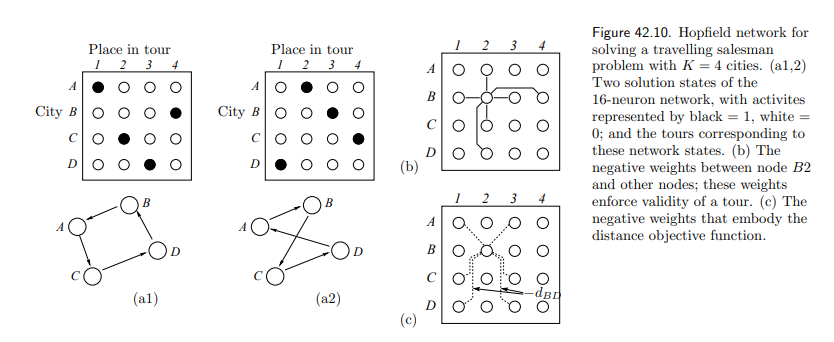 Place in tour
1 2 3 4
A
City B
C
D
A B C D
(a1)
Place in tour
1 2 3 4
A
City B
C
D
A B C D
(a2)
1 2 3 4
A
B
C
D
(b)
1 2 3 4
A
B
C
D
−dBD
(c)
Figure 42.10. Hopfield network for
solving a travelling salesman
problem with K = 4 cities. (a1,2)
Two solution states of the
16-neuron network, with activites
represented by black = 1, white =
0; and the tours corresponding to
these network states. (b) The
negative weights between node B2
and other nodes; these weights
enforce validity of a tour. (c) The
negative weights that embody the
distance objective function.